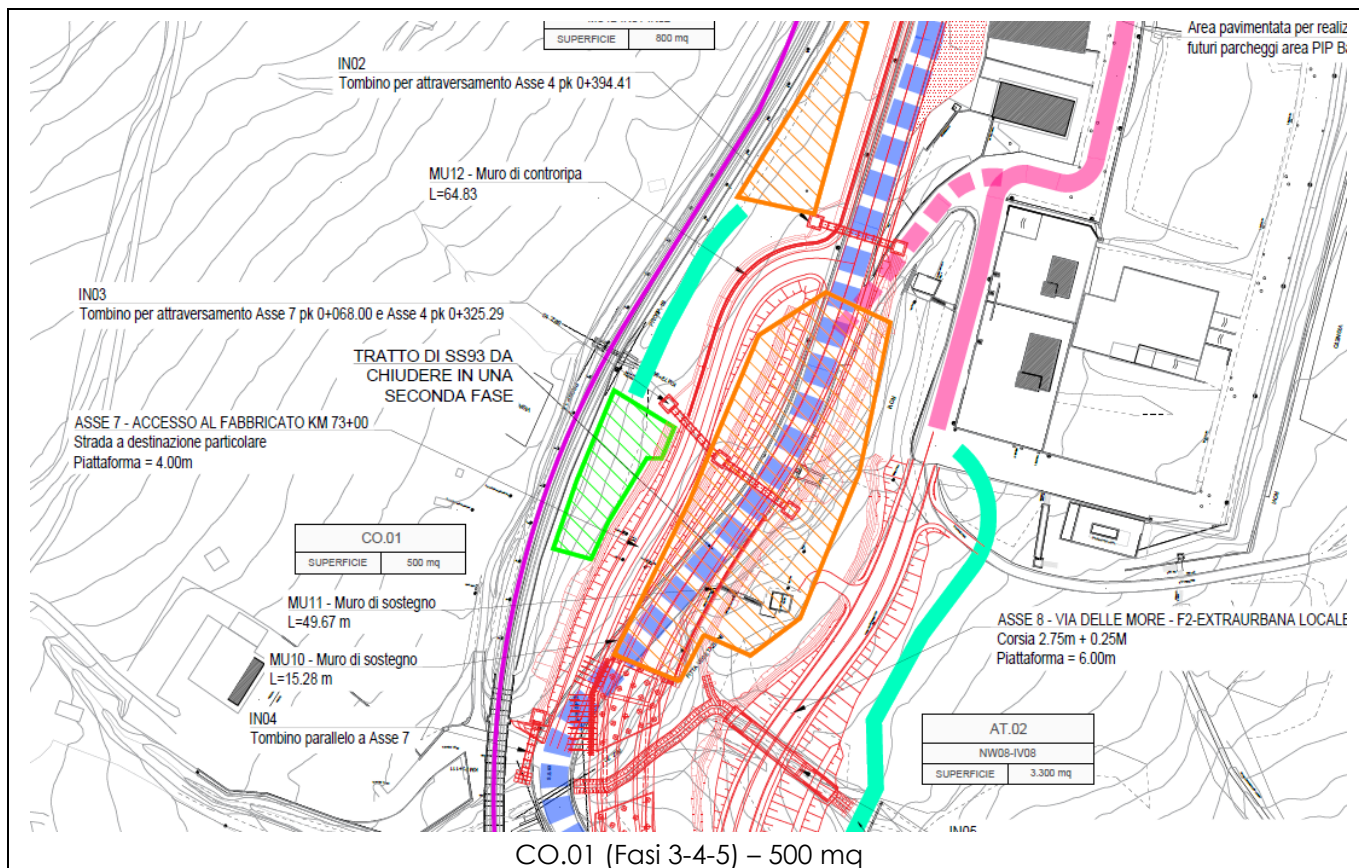 SUPERFICIE 800 mq
Area pavimentata per realiz
futuri parcheggi area PIP Ba
IN02
Tombino per attraversamento Asse 4 pk 0+394.41
MU12 - Muro di controripa
L=64.83
IN03
Tombino per attraversamento Asse 7 pk 0+068.00 e Asse 4 pk 0+325.29
TRATTO DI SS93 DA
CHIUDERE IN UNA
SECONDA FASE
ASSE 7 - ACCESSO AL FABBRICATO KM 73+00
Strada a destinazione particolare
Piattaforma = 4.00m
CO.01
SUPERFICIE 500 mq
MU11 - Muro di sostegno
L=49.67 m
MU10 - Muro di sostegno
L=15.28 m
IN04
Tombino parallelo a Asse 7
ASSE 8 - VIA DELLE MORE - F2-EXTRAURBANA LOCALE
Corsia 2.75m + 0.25M
Piattaforma = 6.00m
AT.02
NW08-IV08
SUPERFICIE 3.300 mq
IN05
CO.01 (Fasi 3-4-5) – 500 mq